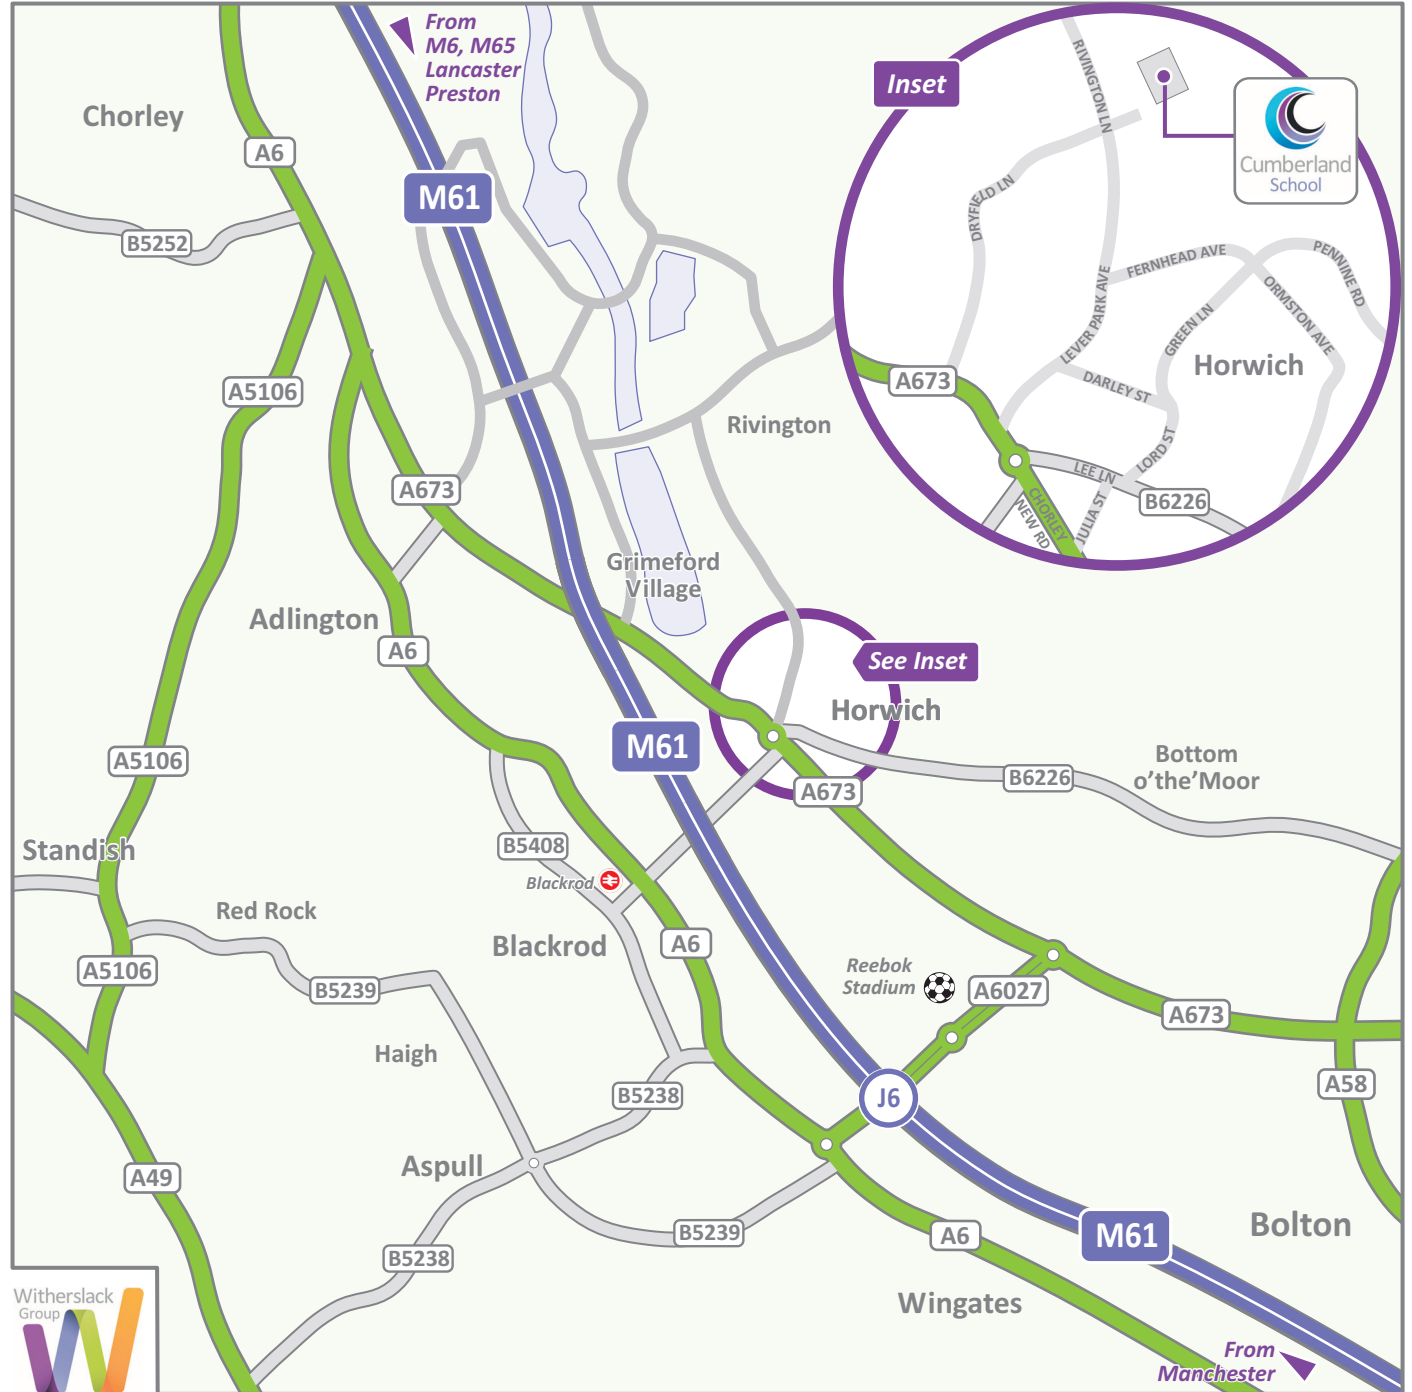 From
M6, M65
Lancaster
Preston
Chorley
A6
M61
B5252
A5106
A673
Rivington
Grimeford
Village
Adlington
A6
See Inset
Horwich
M61
A5106
A673
B6226
Bottom
o'the'Moor
Standish
B5408
Blackrod
Red Rock
Blackrod
A6
A5106
B5239
Reebok
Stadium
A6027
A673
Haigh
B5238
J6
A58
Aspull
A49
B5239
A6
M61
Bolton
B5238
Wingates
From
Manchester
Witherslack
Group
Inset
RIVINGTON LN
Cumberland
School
DRYFIELD LN
FERNHEAD AVE
PENNINE RD
LEVER PARK AVE
GREEN LN
ORMSTON AVE
Horwich
A673
DARLEY ST
LORD ST
LEE LN
B6226
JULIA ST
CHORLEY
NEW RD